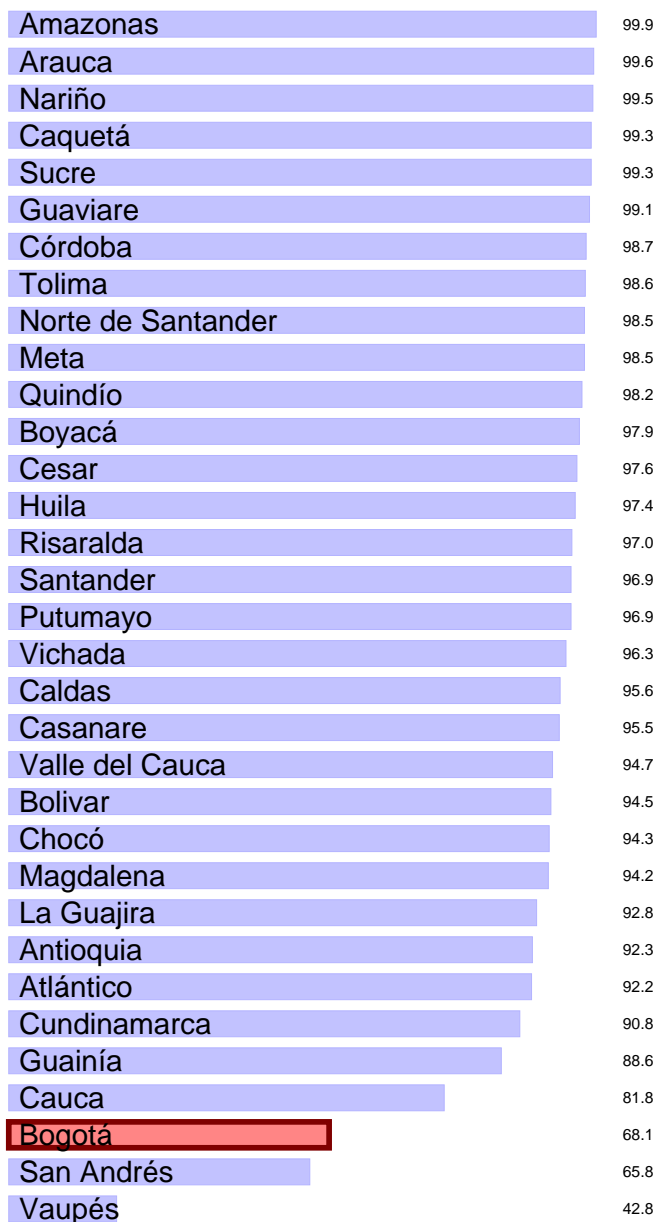 Amazonas 99.9
Arauca 99.6
Nariño 99.5
Caquetá 99.3
Sucre 99.3
Guaviare 99.1
Córdoba 98.7
Tolima 98.6
Norte de Santander 98.5
Meta 98.5
Quindío 98.2
Boyacá 97.9
Cesar 97.6
Huila 97.4
Risaralda 97.0
Santander 96.9
Putumayo 96.9
Vichada 96.3
Caldas 95.6
Casanare 95.5
Valle del Cauca 94.7
Bolivar 94.5
Chocó 94.3
Magdalena 94.2
La Guajira 92.8
Antioquia 92.3
Atlántico 92.2
Cundinamarca 90.8
Guainía 88.6
Cauca 81.8
Bogotá 68.1
San Andrés 65.8
Vaupés 42.8